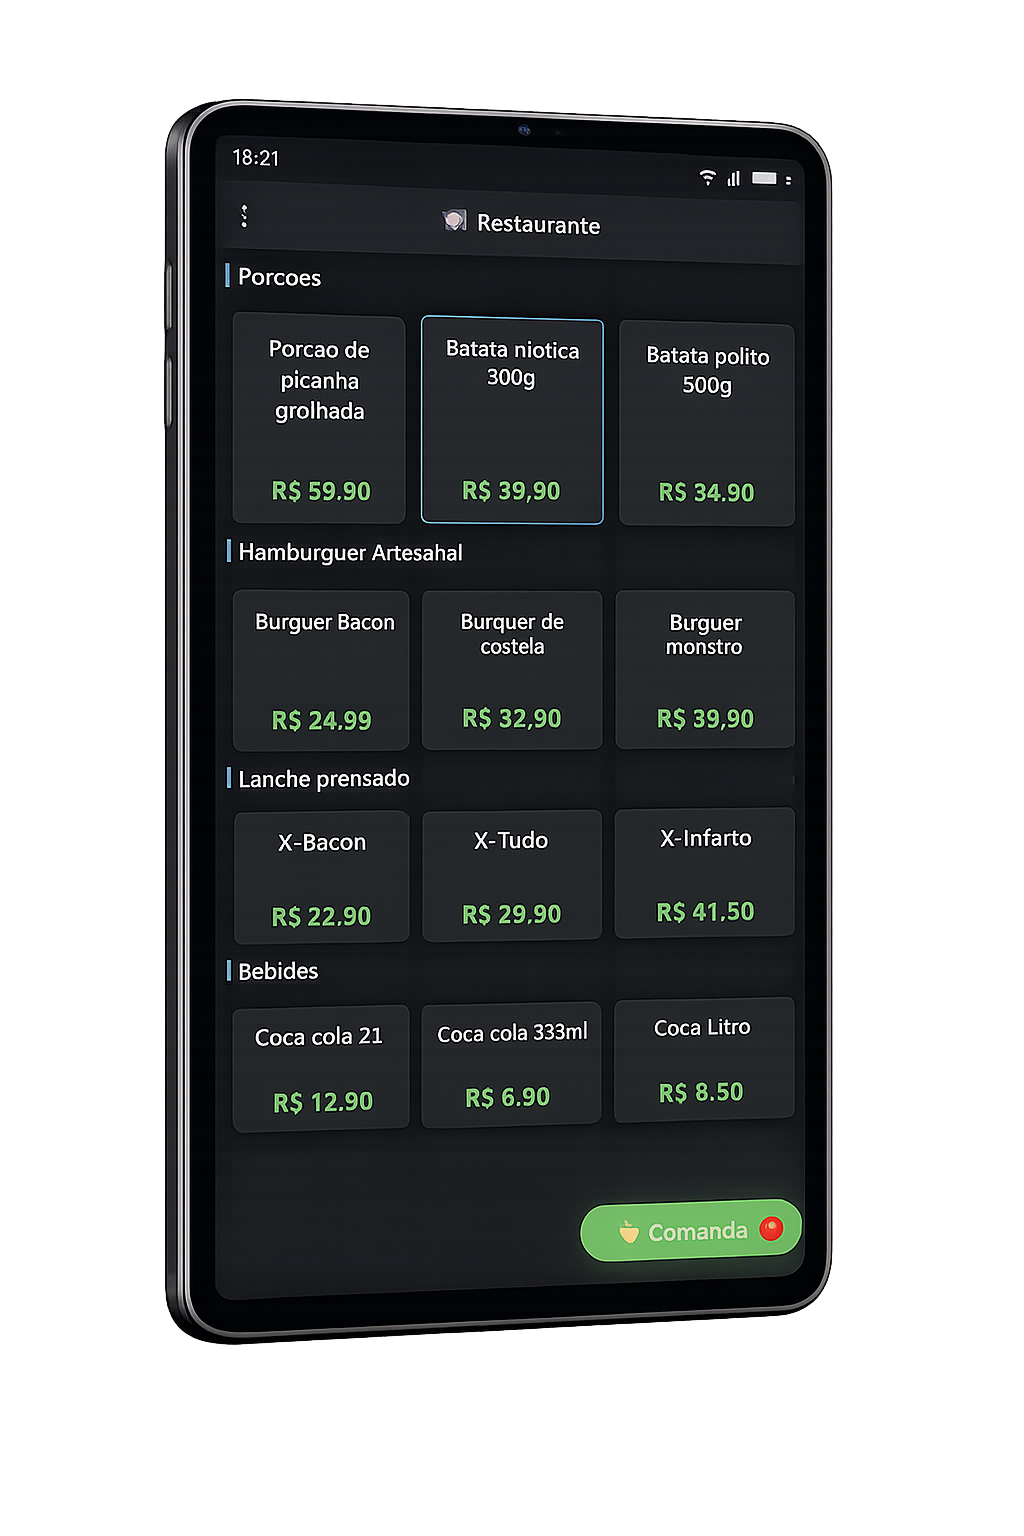 18:21
Restaurante
Porcoes
Porcao de
picanha
grolhada
R$ 59.90
Batata niotica
300g
R$ 39,90
Batata polito
500g
R$ 34.90
Hamburguer Artesahal
Burguer Bacon
R$ 24,99
Burquer de
costela
R$ 32,90
Burguer
monstro
R$ 39,90
Lanche prensado
X-Bacon
R$ 22.90
X-Tudo
R$ 29,90
X-Infarto
R$ 41,50
Bebides
Coca cola 21
R$ 12.90
Coca cola 333ml
R$ 6.90
Coca Litro
R$ 8.50
Comanda